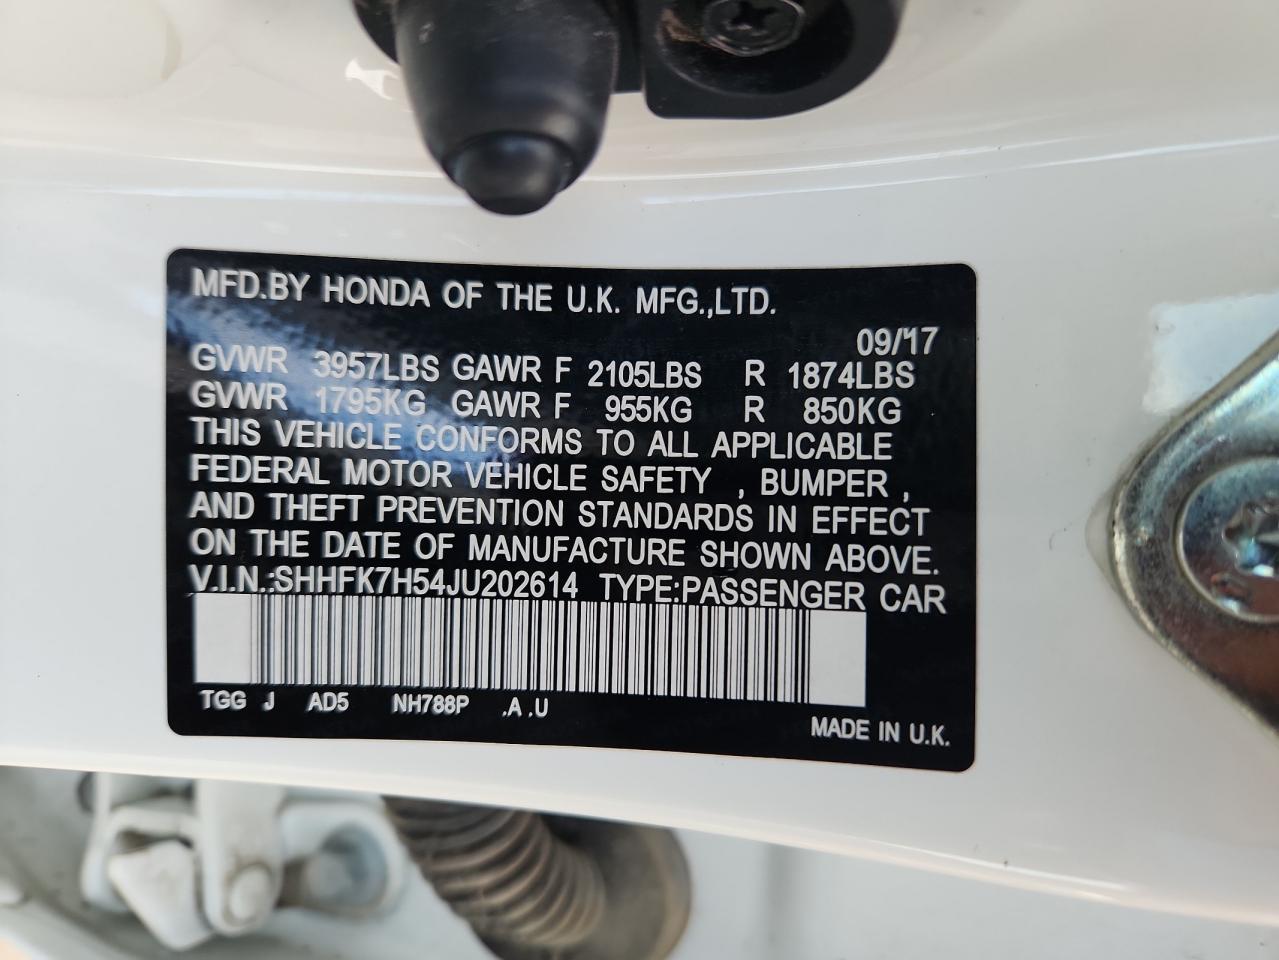 MFD.BY HONDA OF THE U.K. MFG.,LTD.
09/'17
GVWR 3957LBS GAWR F 2105LBS R 1874LBS
GVWR 1795KG GAWR F 955KG R 850KG
THIS VEHICLE CONFORMS TO ALL APPLICABLE
FEDERAL MOTOR VEHICLE SAFETY , BUMPER ,
AND THEFT PREVENTION STANDARDS IN EFFECT
ON THE DATE OF MANUFACTURE SHOWN ABOVE.
V.I.N.:SHHFK7H54JU202614 TYPE:PASSENGER CAR
TGG J AD5 NH788P .A .U
MADE IN U.K.